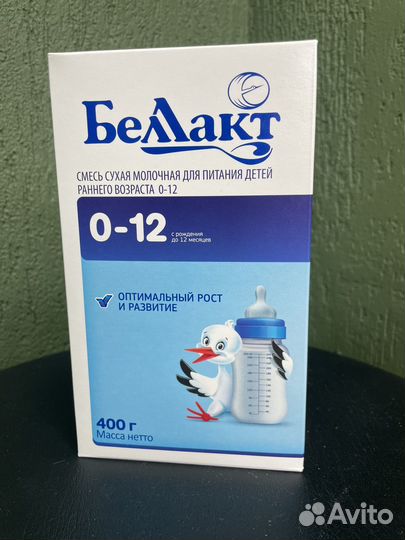 Беллакт
СМЕСЬ СУХАЯ МОЛОЧНАЯ ДЛЯ ПИТАНИЯ ДЕТЕЙ
РАННЕГО ВОЗРАСТА 0-12
0-12
с рождения
до 12 месяцев
ОПТИМАЛЬНЫЙ РОСТ
И РАЗВИТИЕ
400 г
Масса нетто
Avito